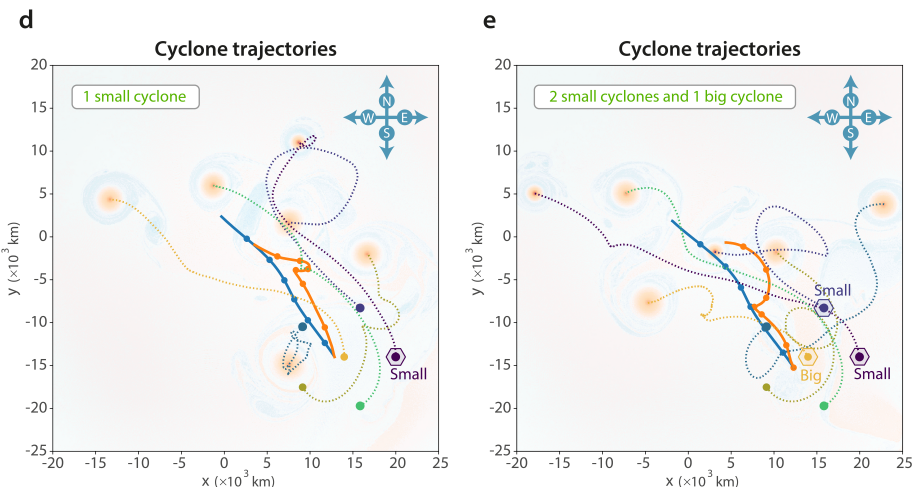 d
Cyclone trajectories
1 small cyclone
N
W E
S
Small
20
15
10
5
0
-5
-10
-15
-20
-25
y (×10³ km)
-20 -15 -10 -5 0 5 10 15 20 25
x (×10³ km)
e
Cyclone trajectories
2 small cyclones and 1 big cyclone
N
W E
S
Small
Big
Small
20
15
10
5
0
-5
-10
-15
-20
-25
y (×10³ km)
-20 -15 -10 -5 0 5 10 15 20 25
x (×10³ km)